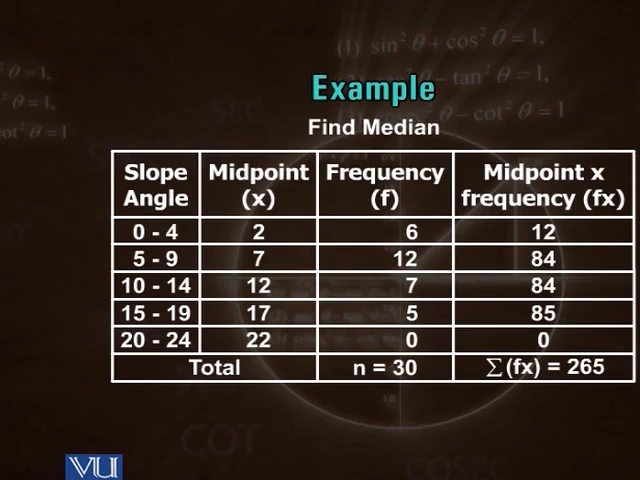 (1) sin² θ + cos² θ = 1,
Example
Find Median
Slope Angle | Midpoint (x) | Frequency (f) | Midpoint x frequency (fx)
0 - 4 | 2 | 6 | 12
5 - 9 | 7 | 12 | 84
10 - 14 | 12 | 7 | 84
15 - 19 | 17 | 5 | 85
20 - 24 | 22 | 0 | 0
Total | n = 30 | ∑(fx) = 265
COT
COSEC
VU